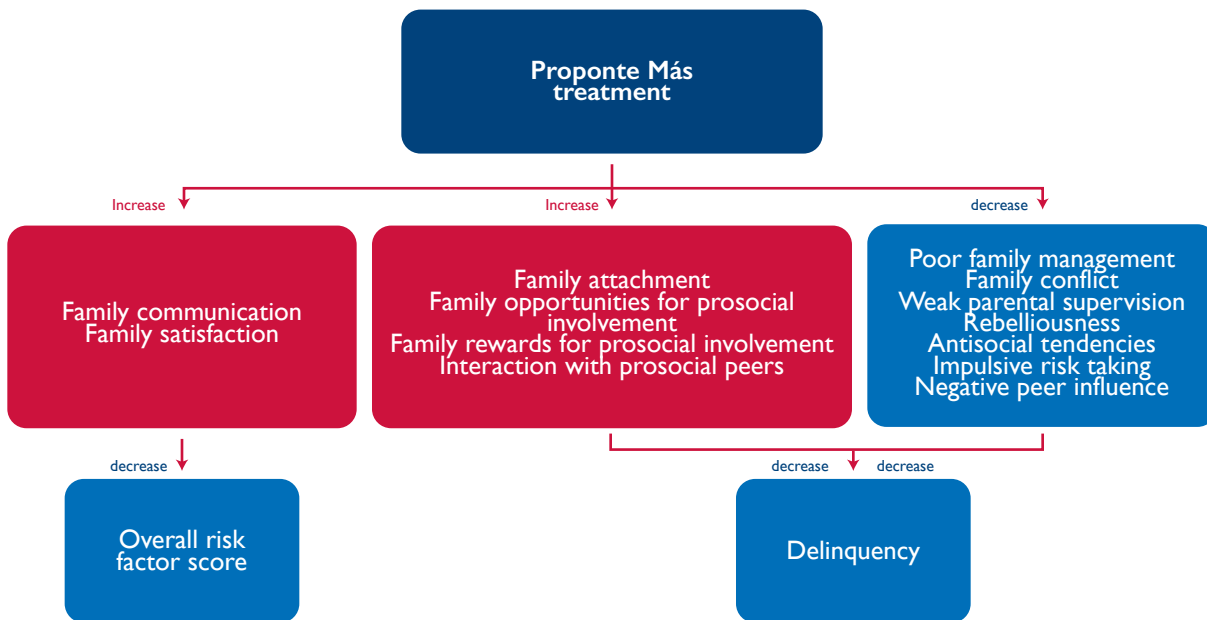 Proponte Más
treatment
Increase
Increase
decrease
Family communication
Family satisfaction
Family attachment
Family opportunities for prosocial
involvement
Family rewards for prosocial involvement
Interaction with prosocial peers
Poor family management
Family conflict
Weak parental supervision
Rebelliousness
Antisocial tendencies
Impulsive risk taking
Negative peer influence
decrease
decrease
decrease
Overall risk
factor score
Delinquency